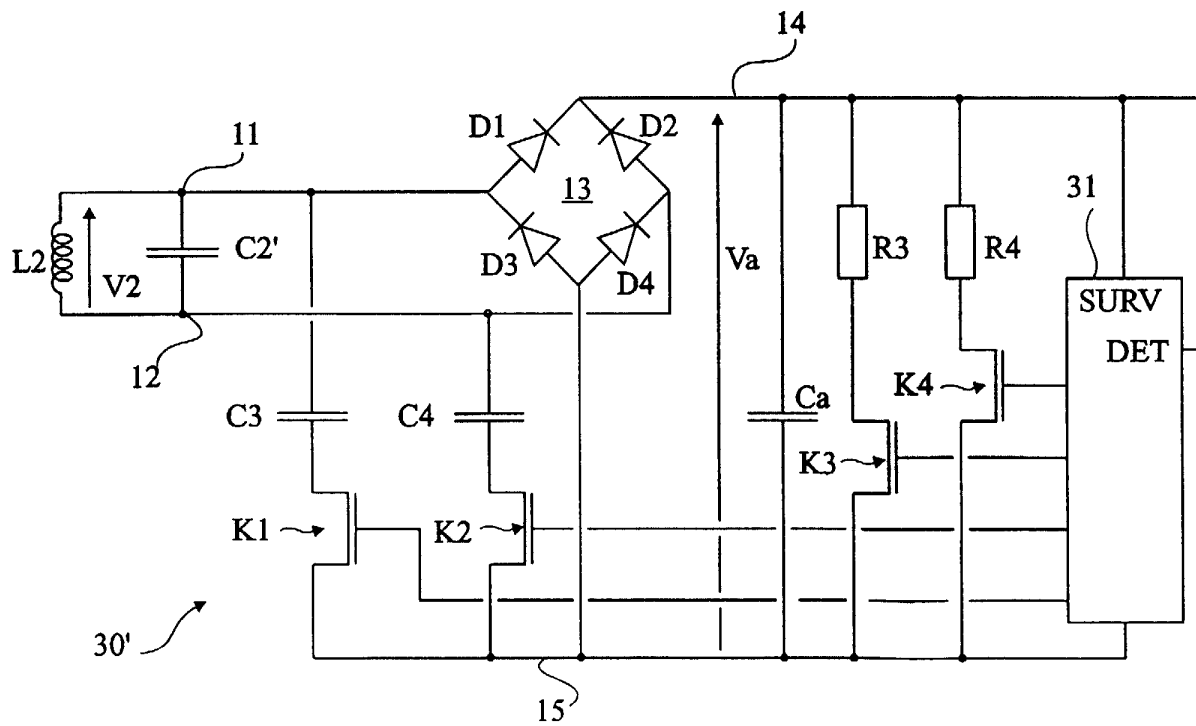 14
D1
D2
11
13
31
L2
V2
C2'
D3
D4
Va
R3
R4
SURV
DET
12
K4
C3
C4
Ca
K3
K1
K2
30'
15